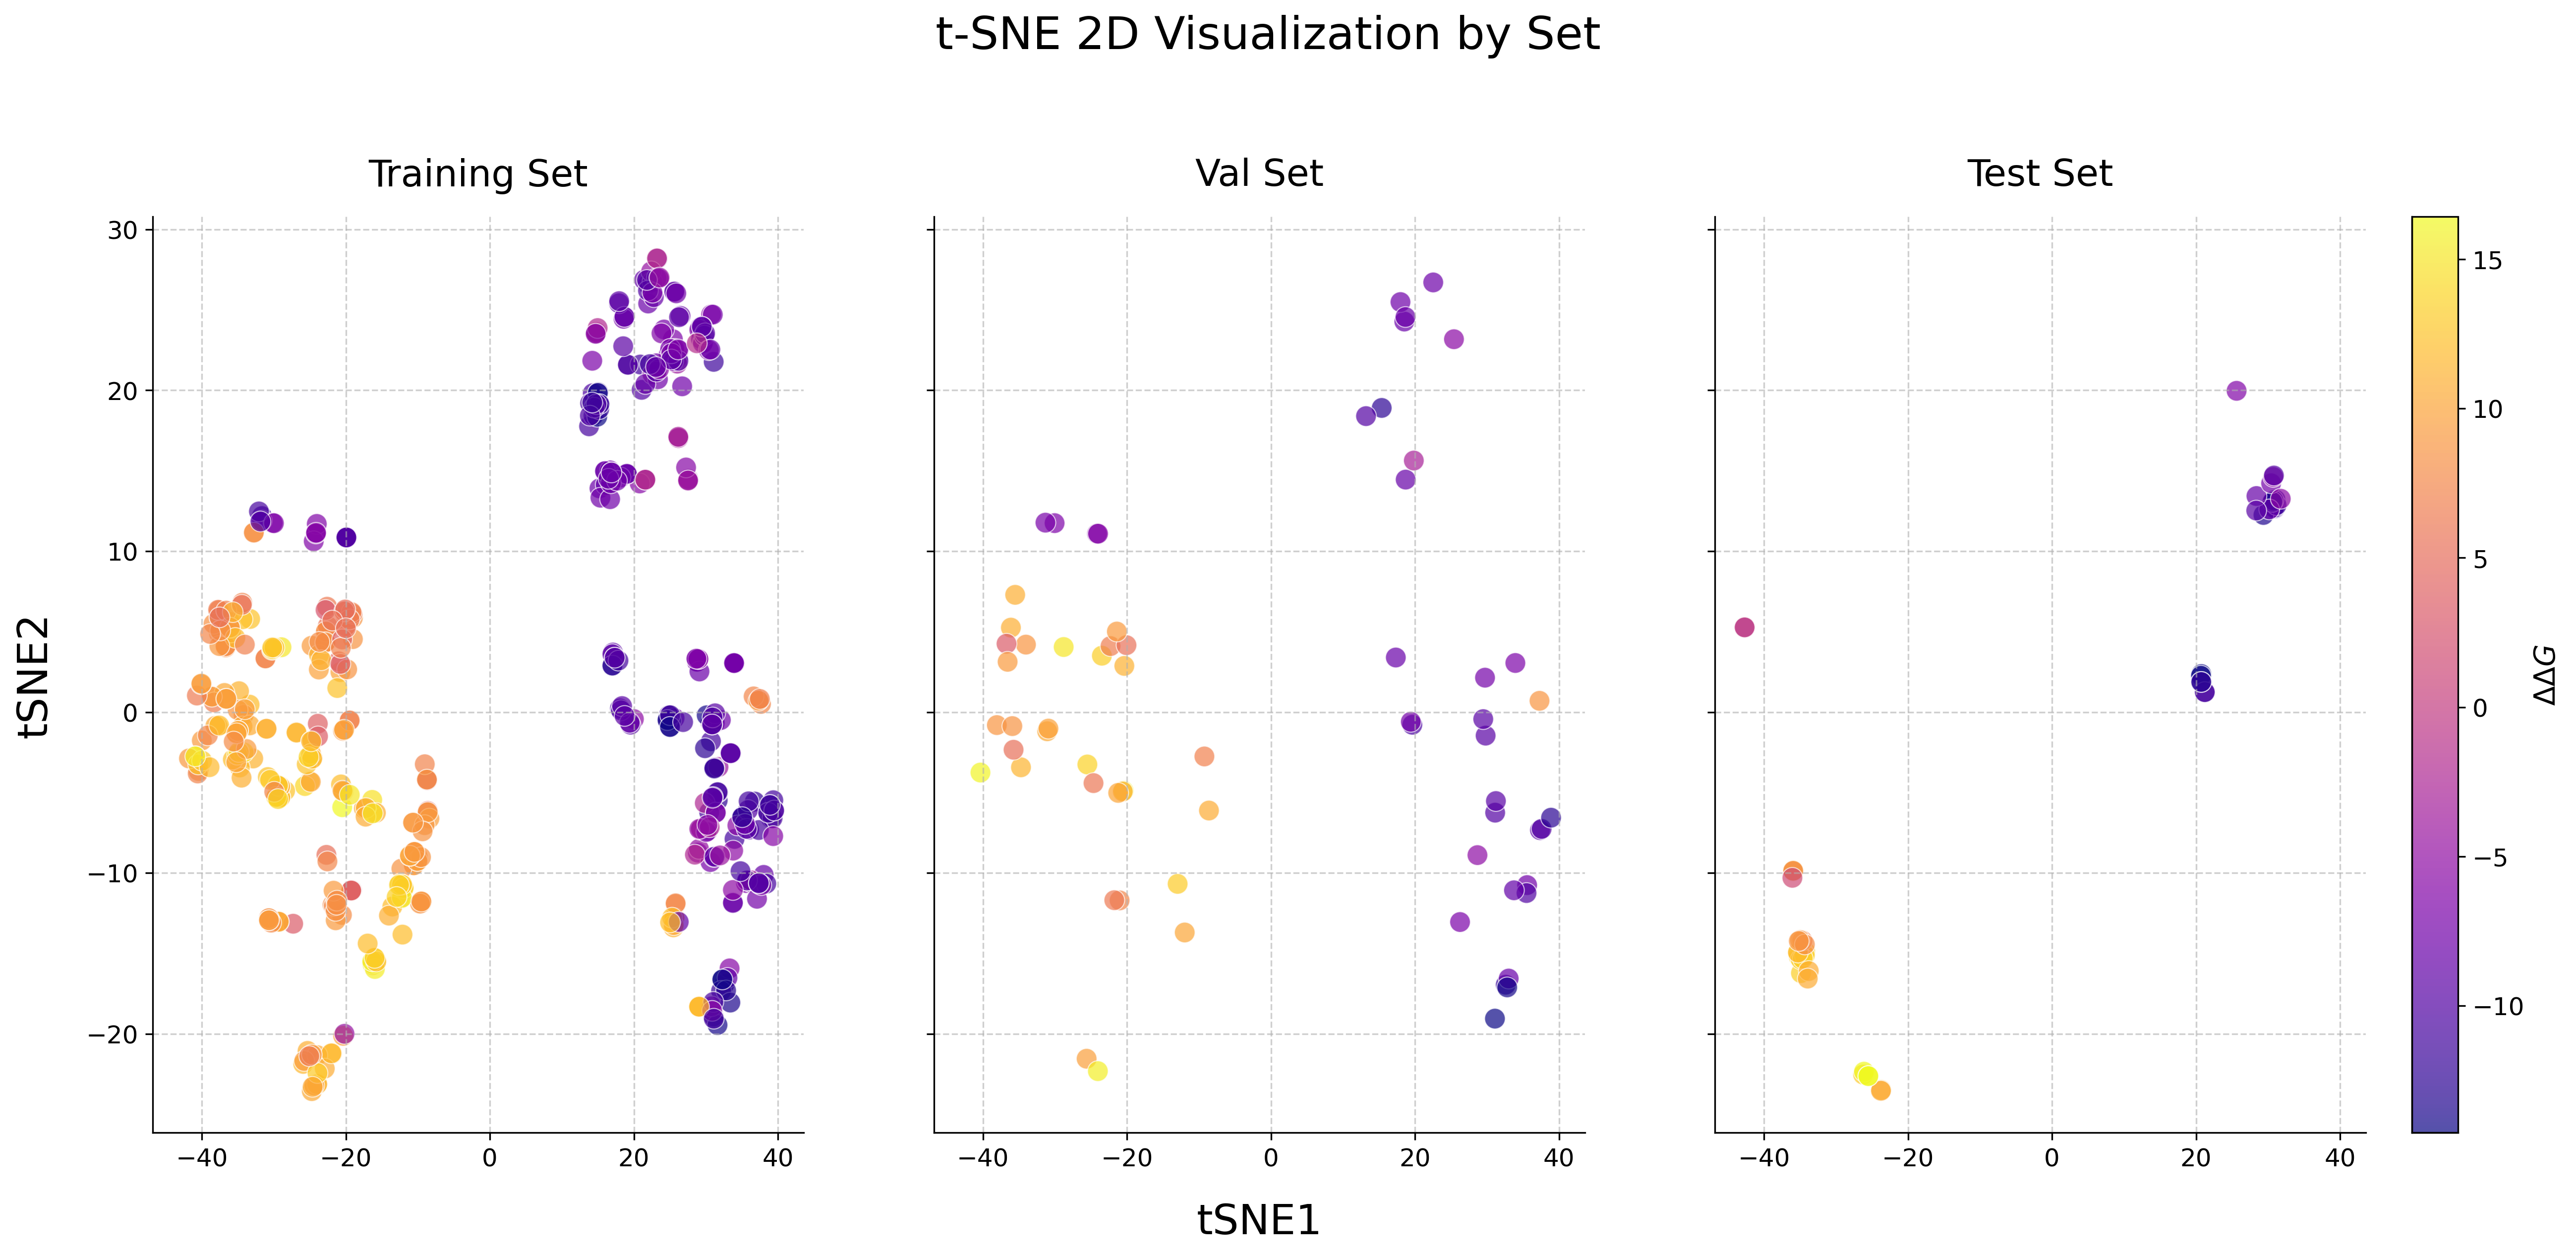 t-SNE 2D Visualization by Set
Training Set
Val Set
Test Set
30
20
10
0
−10
−20
tSNE2
−40 −20 0 20 40
−40 −20 0 20 40
−40 −20 0 20 40
tSNE1
15
10
5
0
−5
−10
ΔΔG